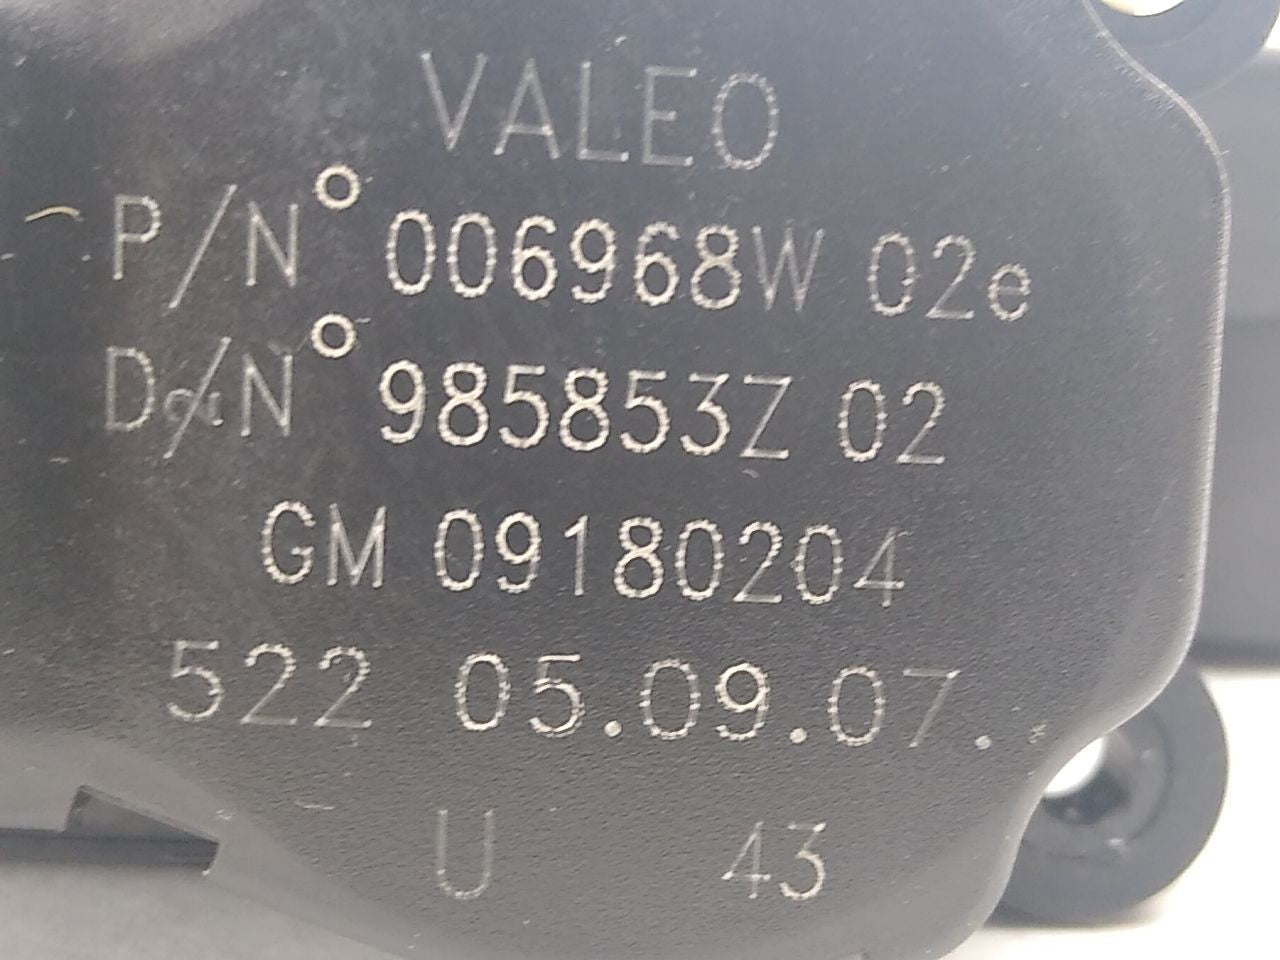 VALEO
P/N° 006968W 02e
D/N° 985853Z 02
GM 09180204
522 05.09.07.
U 43